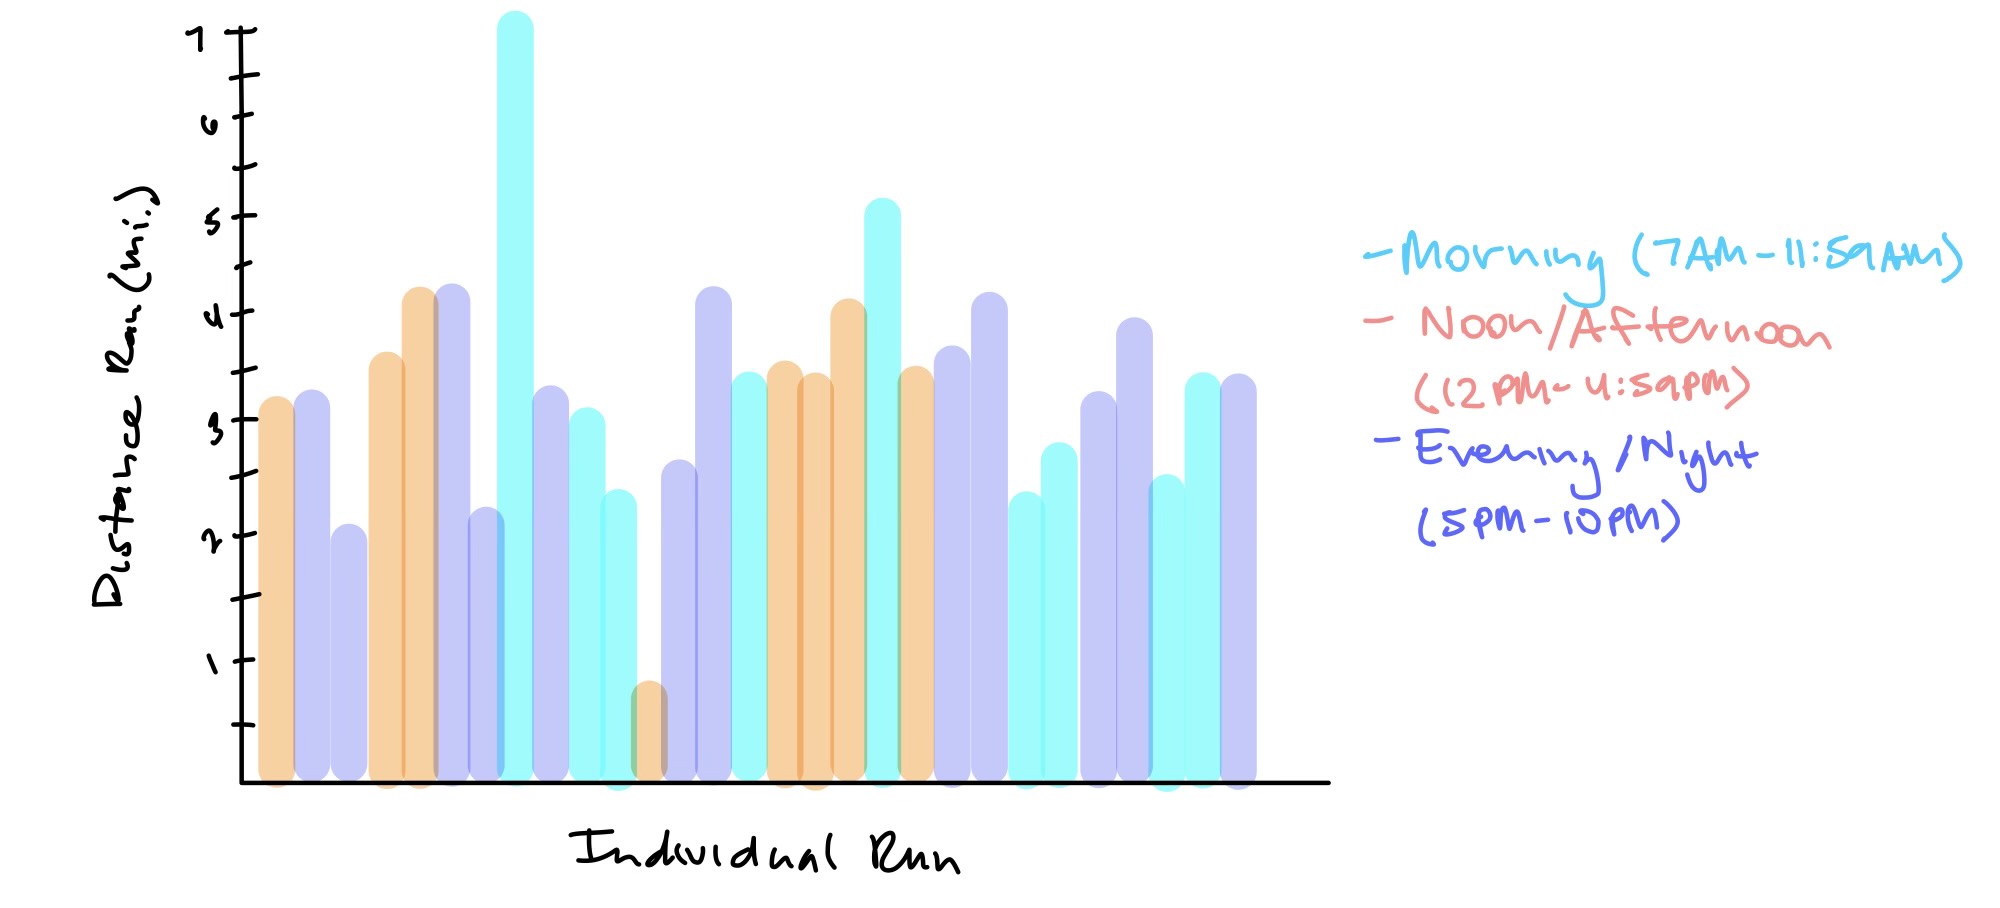 7
6
5
4
3
2
1
Distance Ran (mi.)
Individual Run
- Morning (7AM - 11:59AM)
- Noon/Afternoon
(12PM - 4:59PM)
- Evening/Night
(5PM - 10PM)